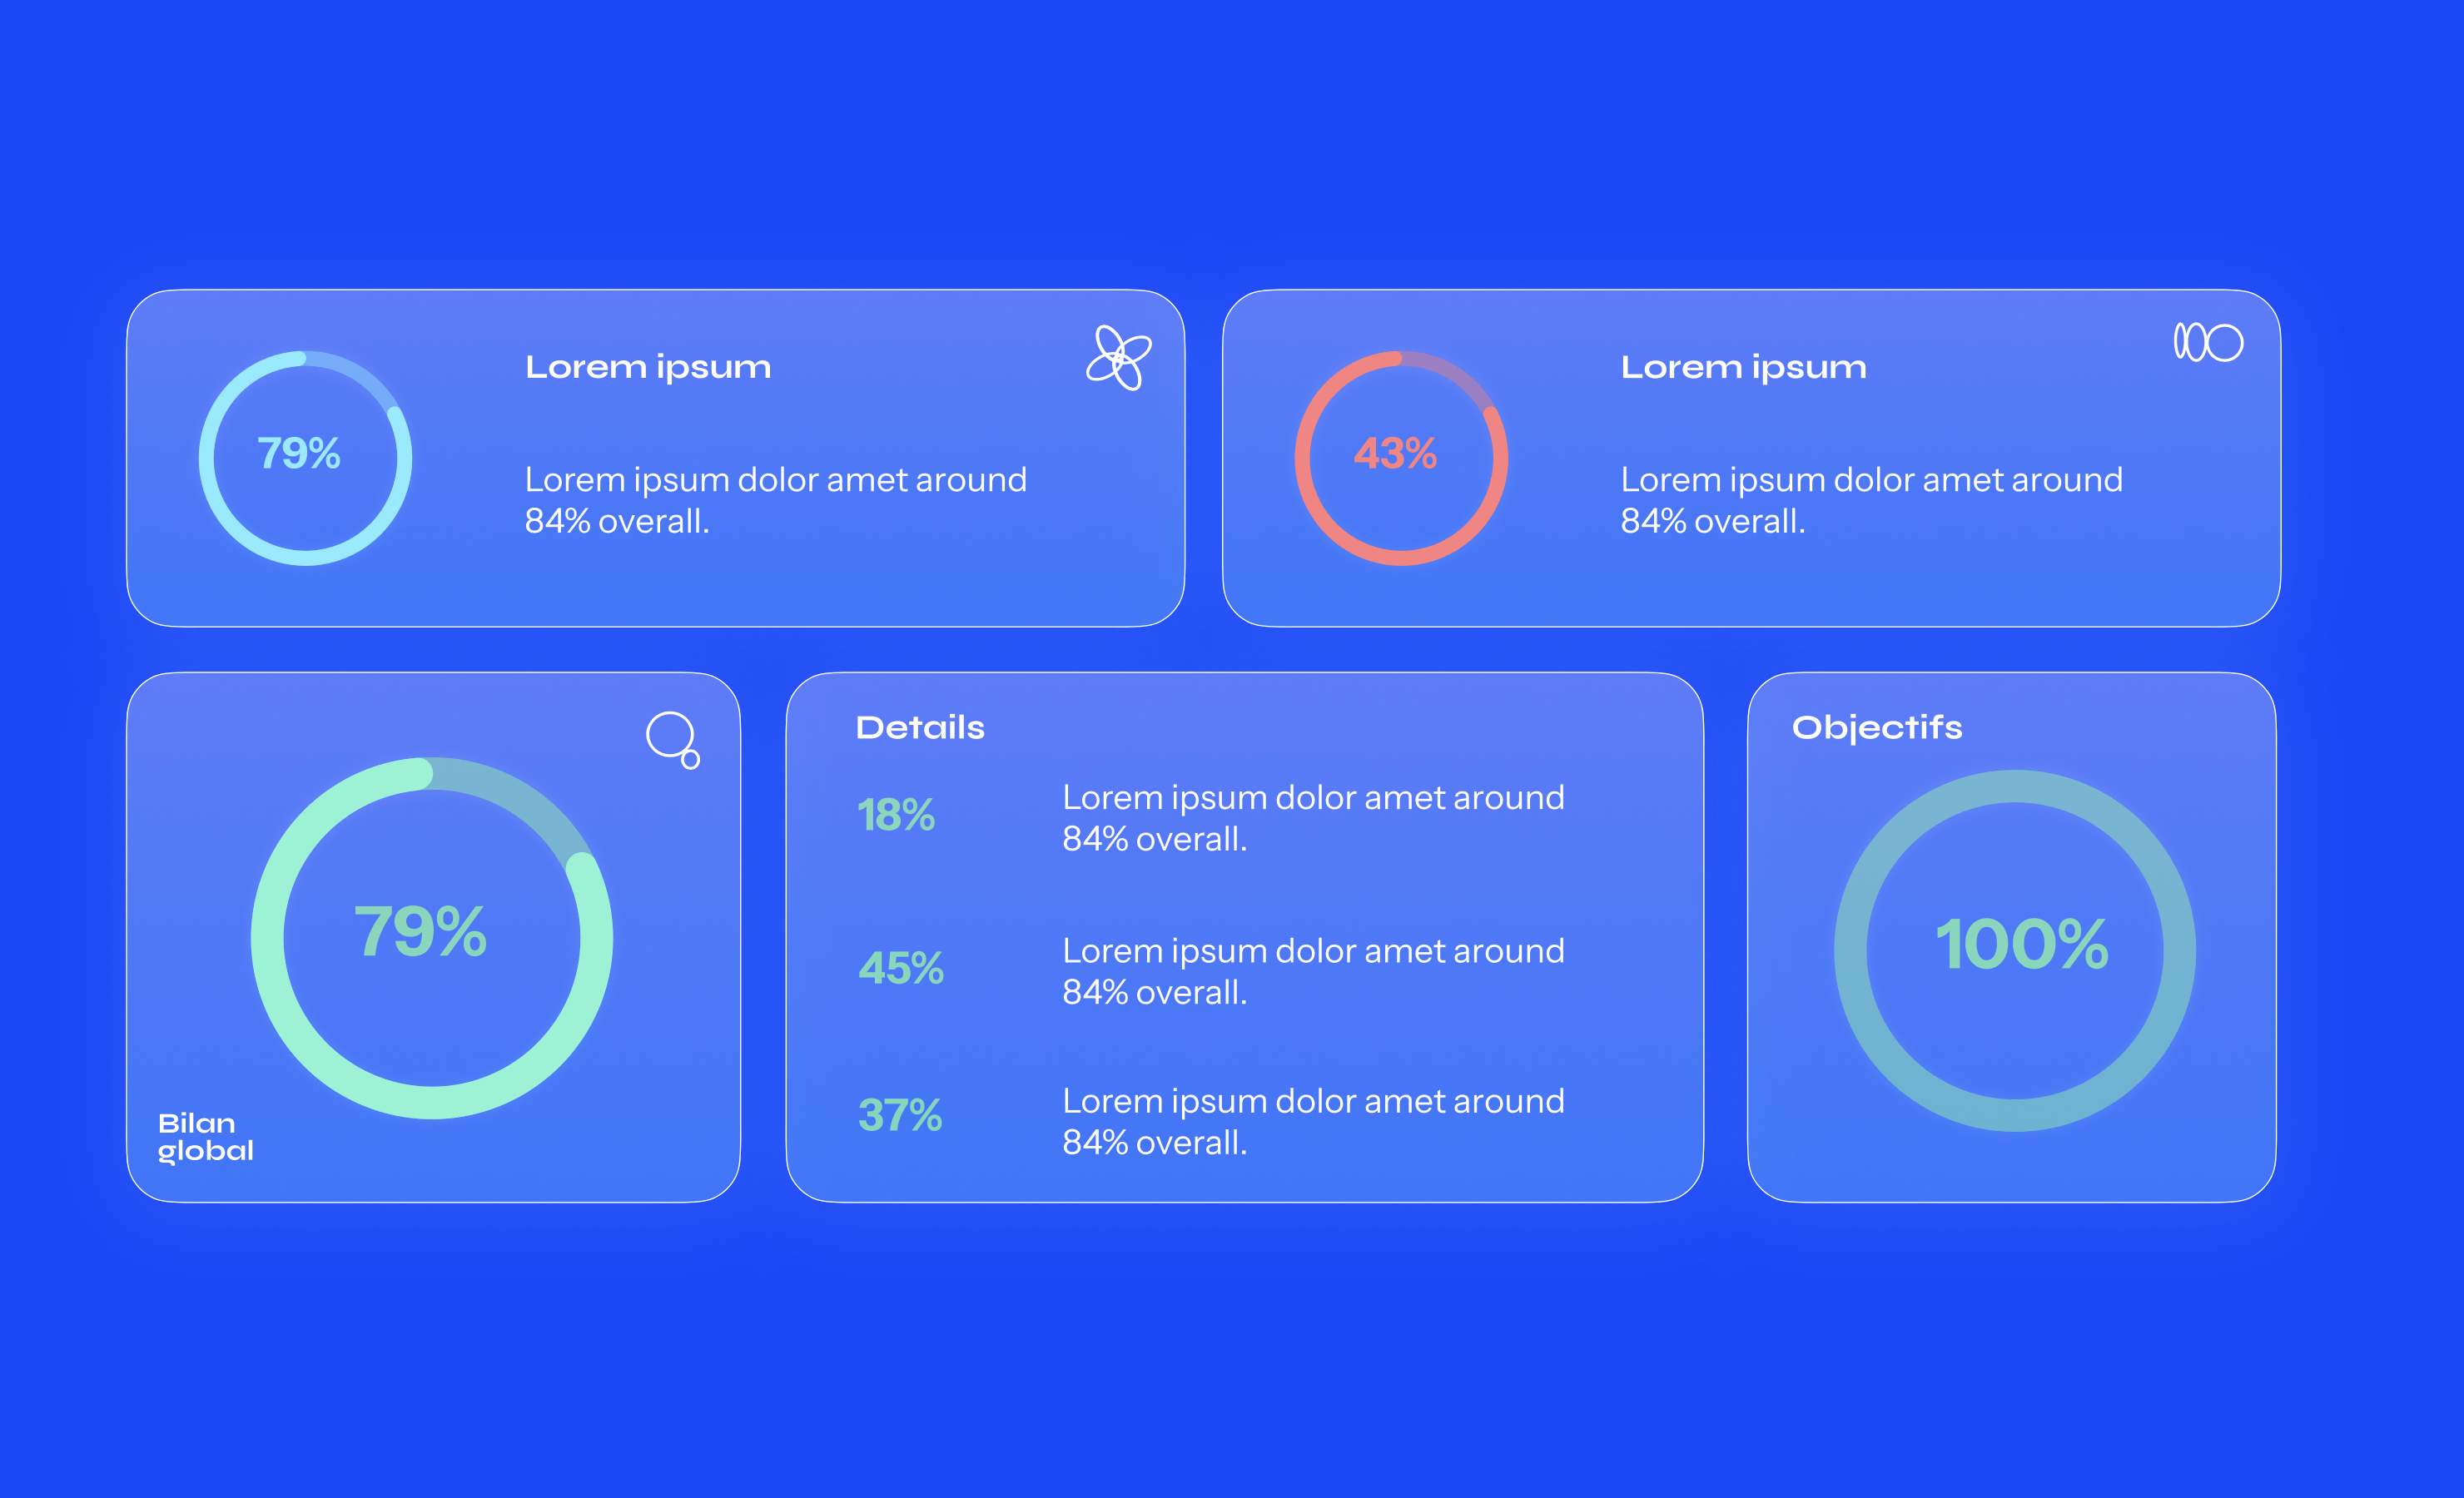 79%
Lorem ipsum
Lorem ipsum dolor amet around
84% overall.
43%
Lorem ipsum
Lorem ipsum dolor amet around
84% overall.
79%
Bilan
global
Details
18%
Lorem ipsum dolor amet around
84% overall.
45%
Lorem ipsum dolor amet around
84% overall.
37%
Lorem ipsum dolor amet around
84% overall.
Objectifs
100%